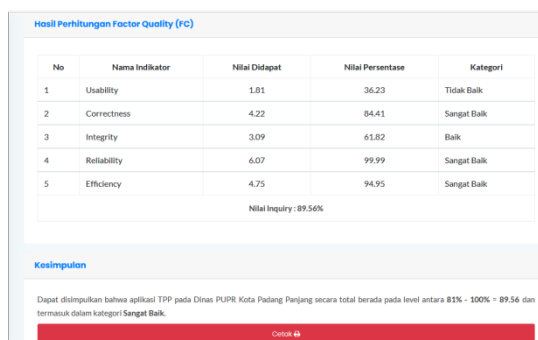 Hasil Perhitungan Factor Quality (FC)
No Nama Indikator Nilai Didapat Nilai Persentase Kategori
1 Usability 1.81 36.23 Tidak Baik
2 Correctness 4.22 84.41 Sangat Baik
3 Integrity 3.09 61.82 Baik
4 Reliability 6.07 99.99 Sangat Baik
5 Efficiency 4.75 94.95 Sangat Baik
Nilai Inquiry : 89.56%
Kesimpulan
Dapat disimpulkan bahwa aplikasi TPP pada Dinas PUPR Kota Padang Panjang secara total berada pada level antara 81% - 100% = 89.56 dan
termasuk dalam kategori Sangat Baik.
Cetak